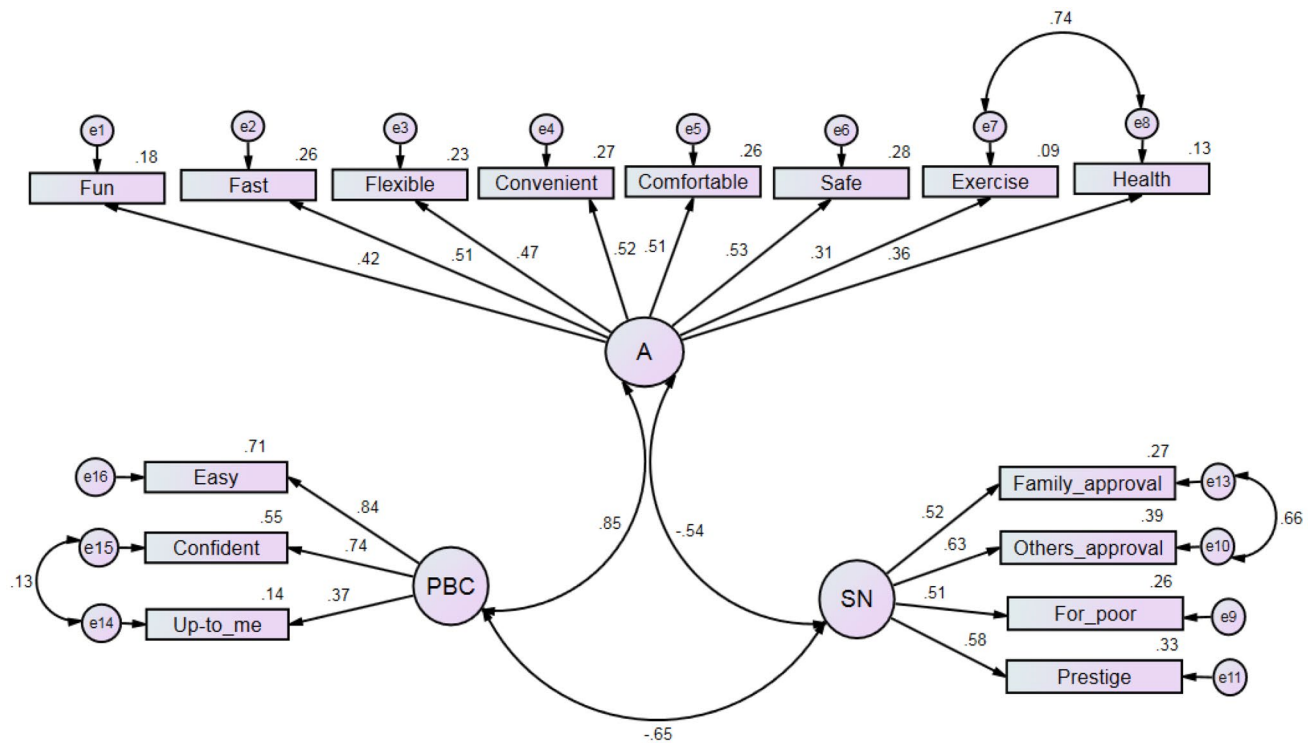 .74
e1 e2 e3 e4 e5 e6 e7 e8
.18 .26 .23 .27 .26 .28 .09 .13
Fun Fast Flexible Convenient Comfortable Safe Exercise Health
.42 .51 .47 .52 .51 .53 .31 .36
A
.71
e16 Easy
.84
.55
e15 Confident
.74
.13
.14 .37
e14 Up-to_me
PBC
.85 -.54
.27
Family_approval e13
.52
.66
.39
.63 Others_approval e10
SN
.26
.51 For_poor e9
.58 .33
Prestige e11
-.65